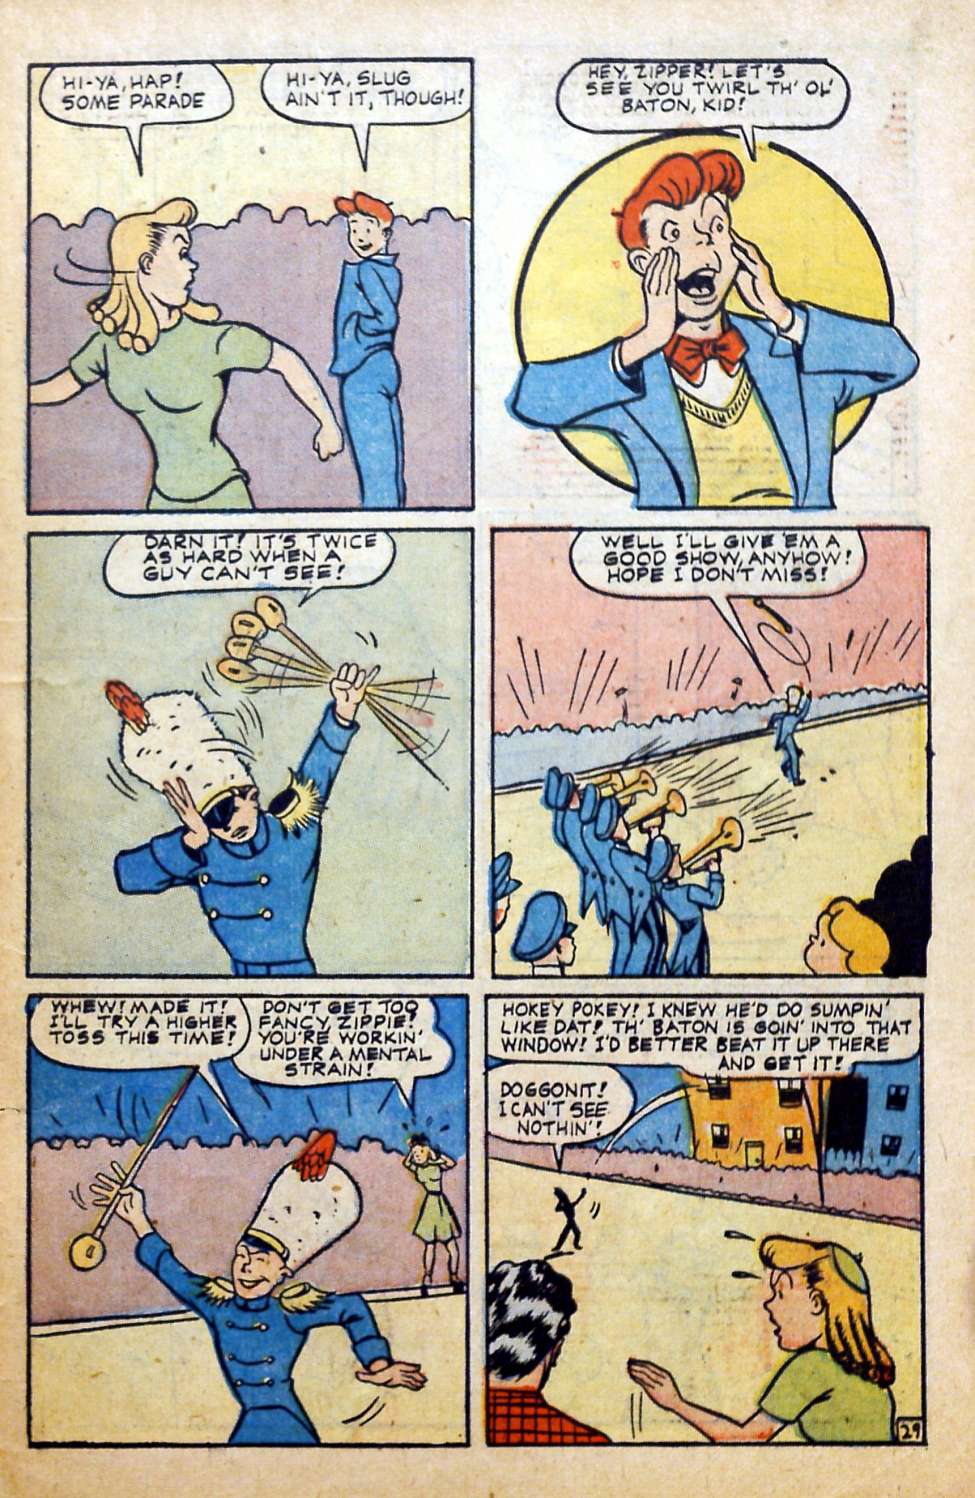 HI-YA, HAP!
SOME PARADE
HI-YA, SLUG
AIN'T IT, THOUGH!
HEY, ZIPPER! LET'S
SEE YOU TWIRL TH' OL'
BATON, KID!
DARN IT! IT'S TWICE
AS HARD WHEN A
GUY CAN'T SEE!
WELL I'LL GIVE 'EM A
GOOD SHOW, ANYHOW!
HOPE I DON'T MISS!
WHEW! MADE IT!
I'LL TRY A HIGHER
TOSS THIS TIME!
DON'T GET TOO
FANCY, ZIPPIE!
YOU'RE WORKIN'
UNDER A MENTAL
STRAIN!
HOKEY POKEY! I KNEW HE'D DO SUMPIN'
LIKE DAT! TH' BATON IS GOIN' INTO THAT
WINDOW! I'D BETTER BEAT IT UP THERE
AND GET IT!
DOGGONIT!
I CAN'T SEE
NOTHIN'!
29